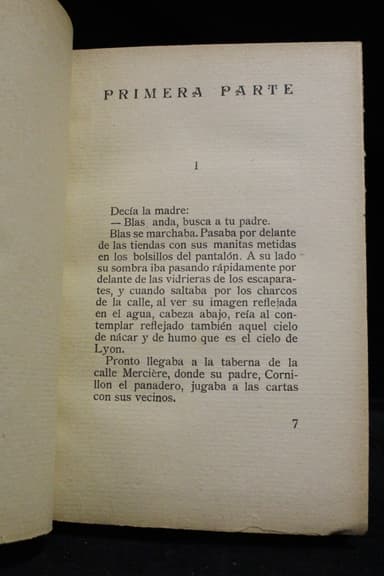 PRIMERA PARTE
I
Decía la madre:
— Blas anda, busca a tu padre.
Blas se marchaba. Pasaba por delante
de las tiendas con sus manitas metidas
en los bolsillos del pantalón. A su lado
su sombra iba pasando rápidamente por
delante de las vidrieras de los escapara-
tes, y cuando saltaba por los charcos
de la calle, al ver su imagen reflejada
en el agua, cabeza abajo, reía al con-
templar reflejado también aquel cielo
de nácar y de humo que es el cielo de
Lyon.
Pronto llegaba a la taberna de la
calle Mercière, donde su padre, Corni-
llon el panadero, jugaba a las cartas
con sus vecinos.
7